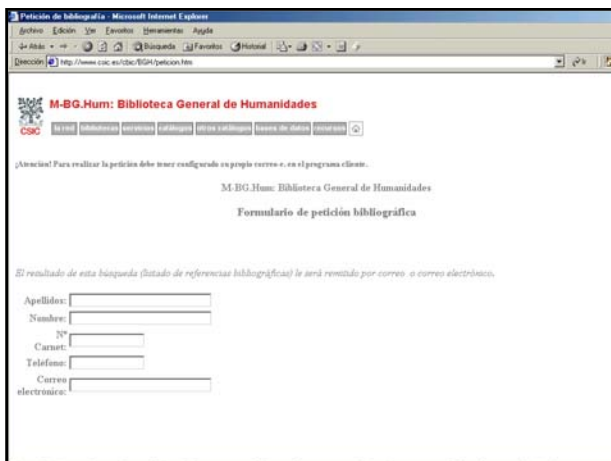 Petición de bibliografía - Microsoft Internet Explorer
Archivo Edición Ver Favoritos Herramientas Ayuda
Atrás Búsqueda Favoritos Historial
Dirección http://www.csic.es/cbic/BGH/peticion.htm
M-BG.Hum: Biblioteca General de Humanidades
CSIC
la red bibliotecas servicios catálogos otros catálogos bases de datos recursos
¡Atención! Para realizar la petición debe tener configurado su propio correo-e. en el programa cliente.
M-BG.Hum: Biblioteca General de Humanidades
Formulario de petición bibliográfica
El resultado de esta búsqueda (listado de referencias bibliográficas) le será remitido por correo o correo electrónico.
Apellidos:
Nombre:
Nº
Carnet:
Teléfono:
Correo
electrónico: